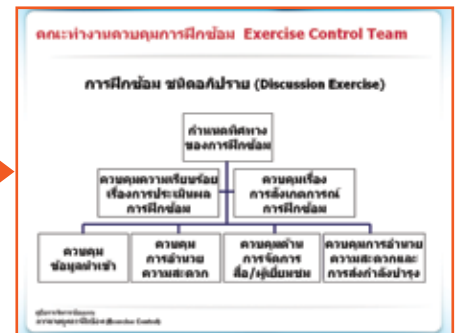 คณะทำงานควบคุมการฝึกซ้อม Exercise Control Team
การฝึกซ้อม ชนิดอภิปราย (Discussion Exercise)
กำหนดทิศทาง
ของการฝึกซ้อม
ควบคุมความเรียบร้อย
เรื่องการประเมินผล
การฝึกซ้อม
ควบคุมเรื่อง
การสังเกตการณ์
การฝึกซ้อม
ควบคุม
ข้อมูลนำเข้า
ควบคุม
การอำนวย
ความสะดวก
ควบคุมด้าน
การจัดการ
สื่อ/ผู้เยี่ยมชม
ควบคุมการอำนวย
ความสะดวกและ
การส่งกำลังบำรุง
(Exercise Control)